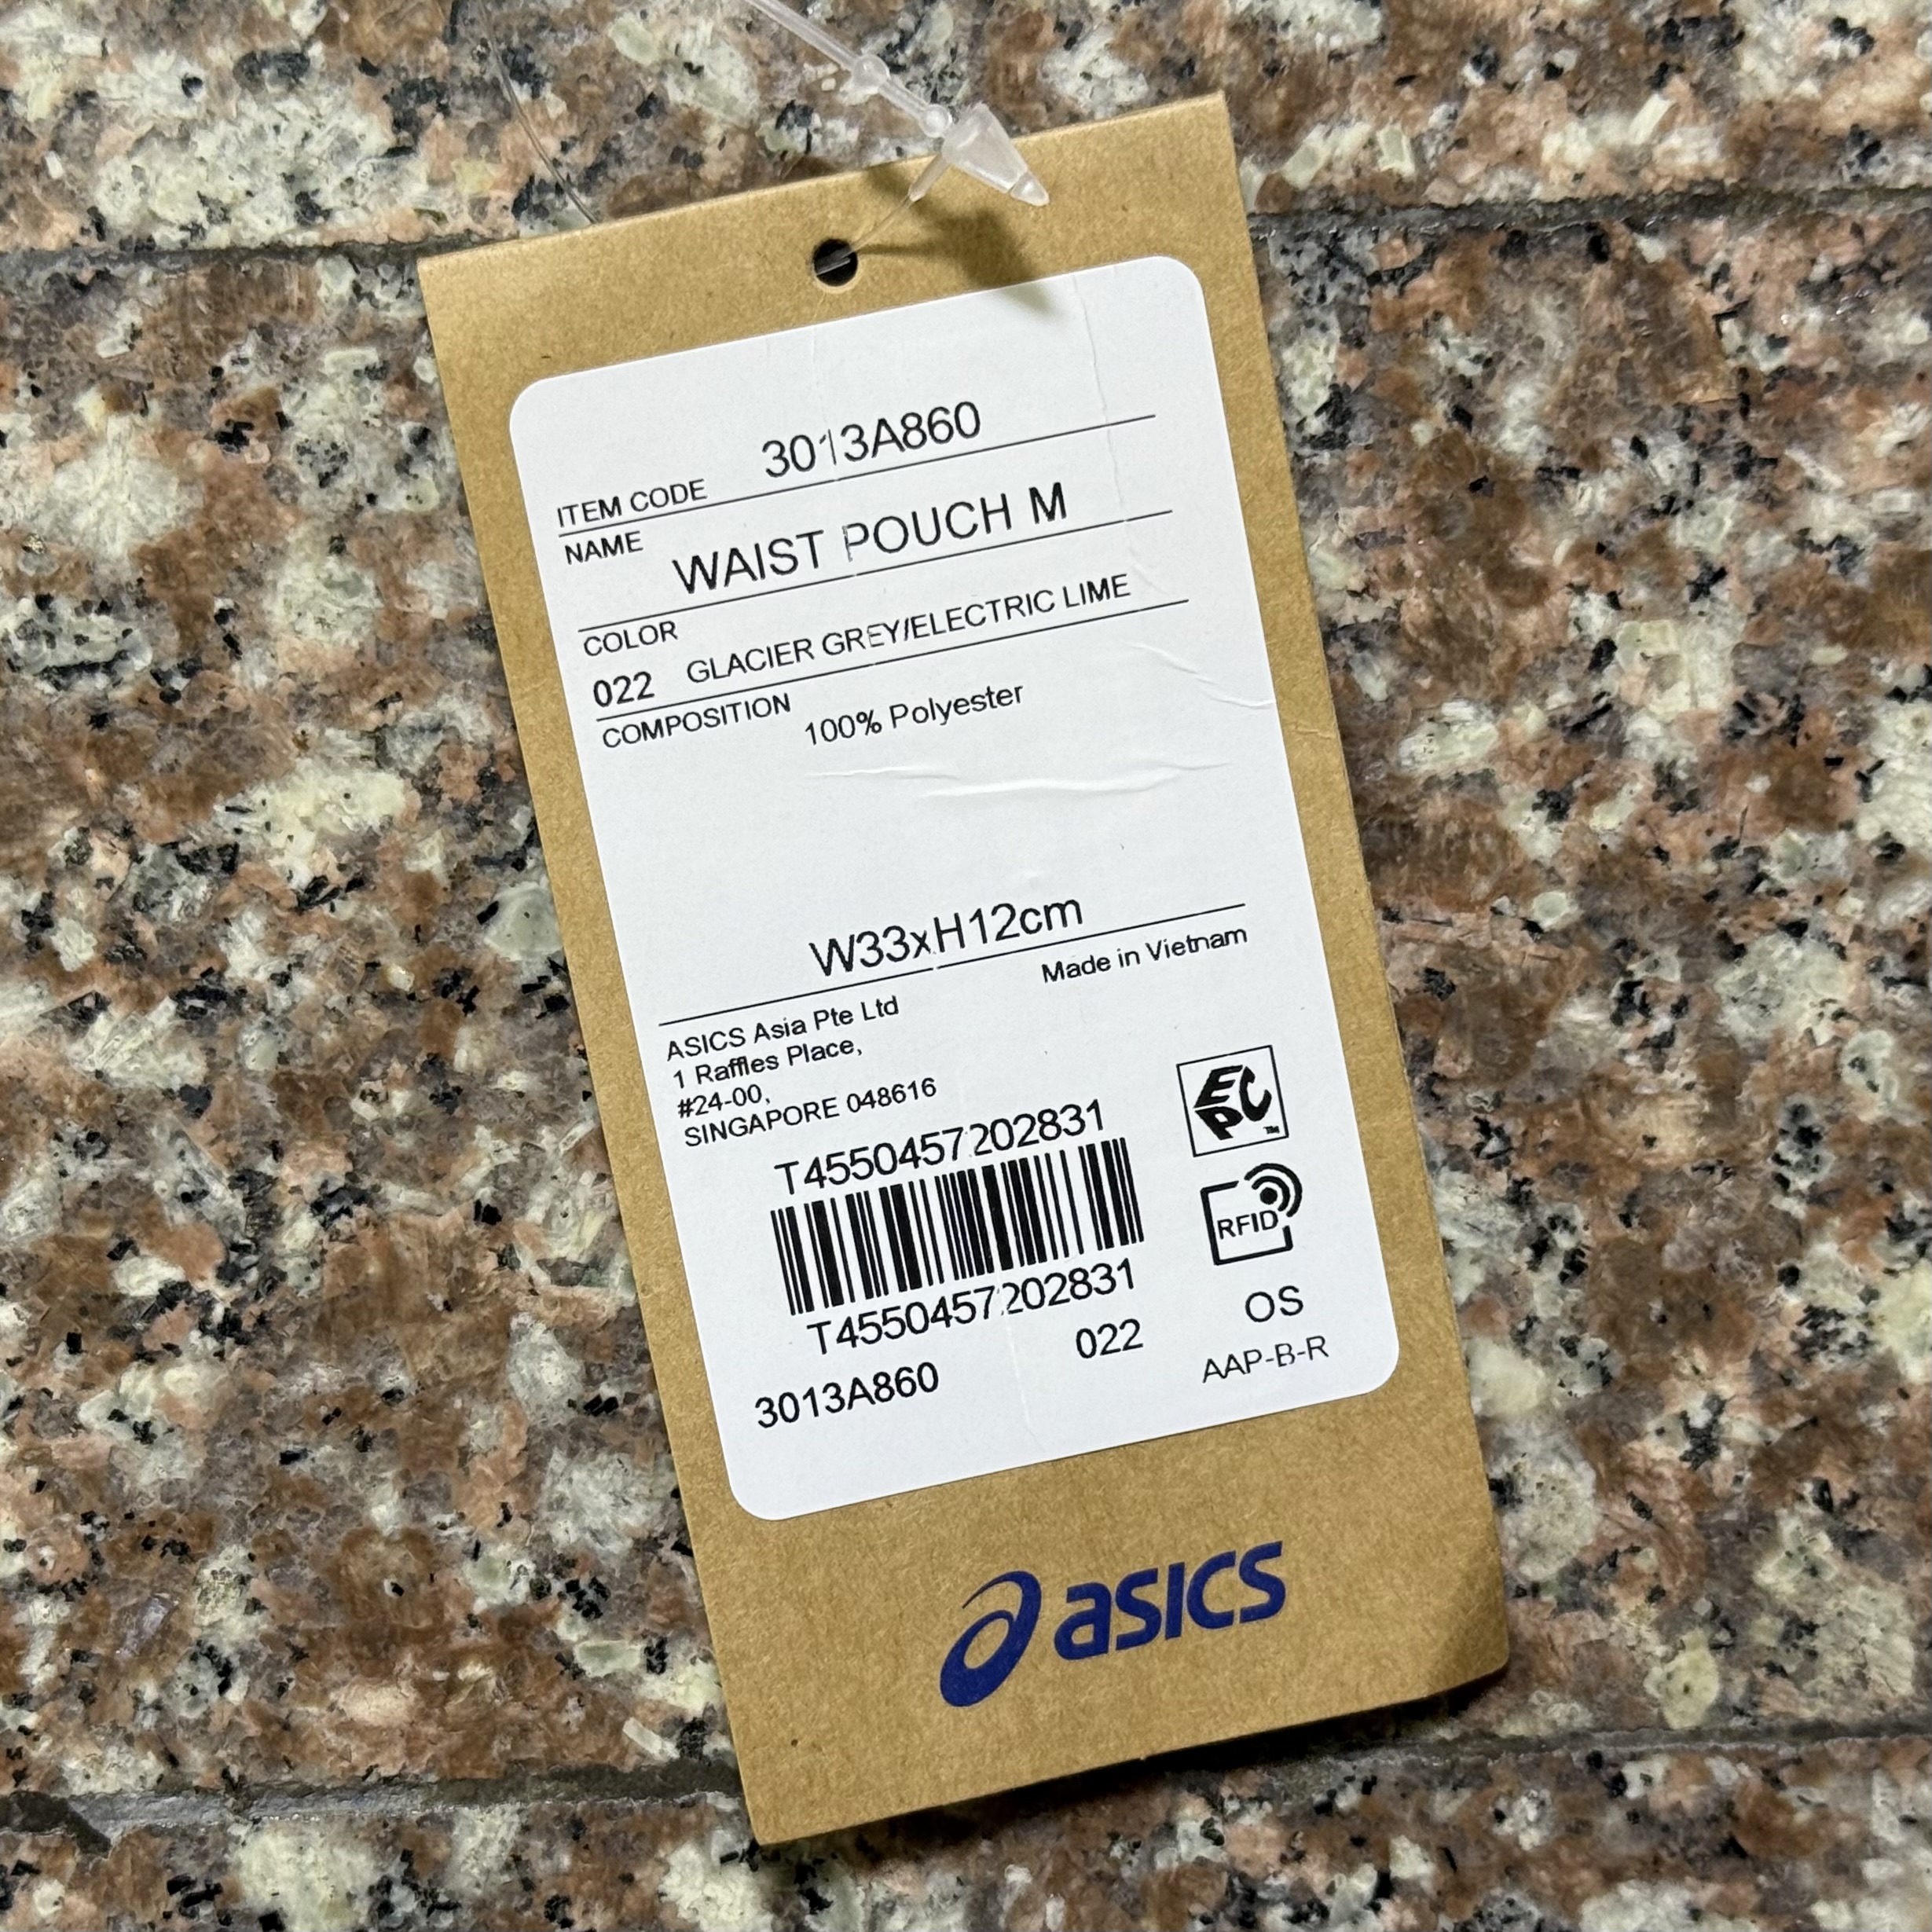 ITEM CODE 3013A860
NAME
WAIST POUCH M
COLOR
022 GLACIER GREY/ELECTRIC LIME
COMPOSITION 100% Polyester
W33xH12cm
Made in Vietnam
ASICS Asia Pte Ltd
1 Raffles Place,
#24-00,
SINGAPORE 048616
EPC TM
T4550457202831
RFID
T4550457202831
3013A860 022 OS
AAP-B-R
asics